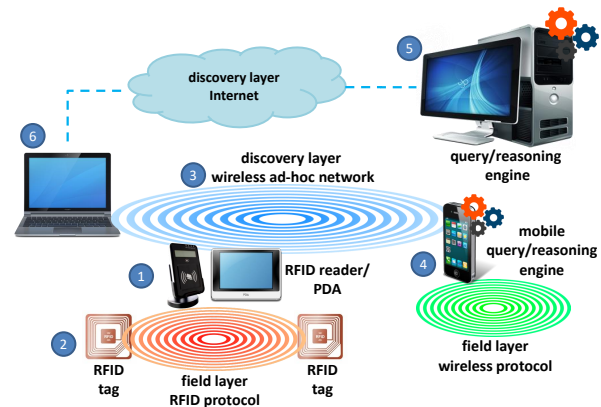 5
discovery layer
Internet
6
query/reasoning
engine
discovery layer
wireless ad-hoc network
3
mobile
query/reasoning
engine
4
1
RFID reader/
PDA
2
RFID
tag
field layer
RFID protocol
RFID
tag
field layer
wireless protocol